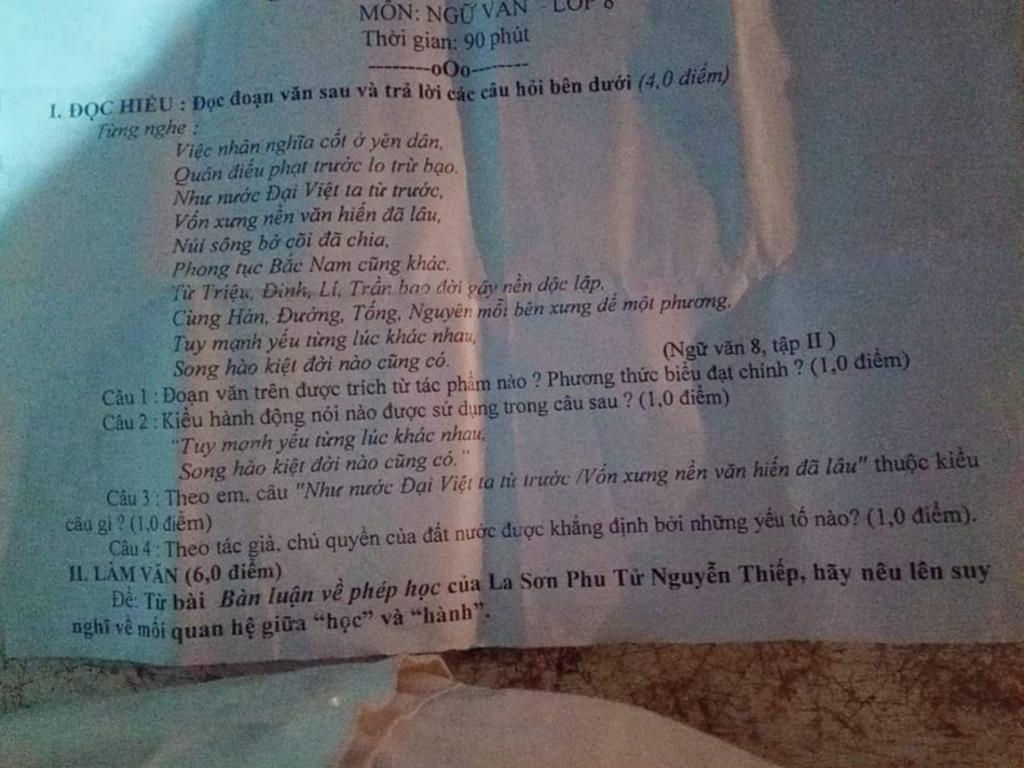 MÔN: NGỮ VĂN - LỚP 8
Thời gian: 90 phút
--------oOo--------
I. ĐỌC HIỂU : Đọc đoạn văn sau và trả lời các câu hỏi bên dưới (4,0 điểm)
Từng nghe :
Việc nhân nghĩa cốt ở yên dân,
Quân điếu phạt trước lo trừ bạo.
Như nước Đại Việt ta từ trước,
Vốn xưng nền văn hiến đã lâu,
Núi sông bờ cõi đã chia,
Phong tục Bắc Nam cũng khác.
Từ Triệu, Đinh, Lí, Trần bao đời gây nền độc lập,
Cùng Hán, Đường, Tống, Nguyên mỗi bên xưng đế một phương,
Tuy mạnh yếu từng lúc khác nhau,
Song hào kiệt đời nào cũng có.
(Ngữ văn 8, tập II )
Câu 1 : Đoạn văn trên được trích từ tác phẩm nào ? Phương thức biểu đạt chính ? (1,0 điểm)
Câu 2 : Kiểu hành động nói nào được sử dụng trong câu sau ? (1,0 điểm)
"Tuy mạnh yếu từng lúc khác nhau,
Song hào kiệt đời nào cũng có."
Câu 3 : Theo em, câu "Như nước Đại Việt ta từ trước /Vốn xưng nền văn hiến đã lâu" thuộc kiểu
câu gì ? (1,0 điểm)
Câu 4 : Theo tác giả, chủ quyền của đất nước được khẳng định bởi những yếu tố nào? (1,0 điểm).
II. LÀM VĂN (6,0 điểm)
Đề: Từ bài Bàn luận về phép học của La Sơn Phu Tử Nguyễn Thiếp, hãy nêu lên suy
nghĩ về mối quan hệ giữa "học" và "hành".